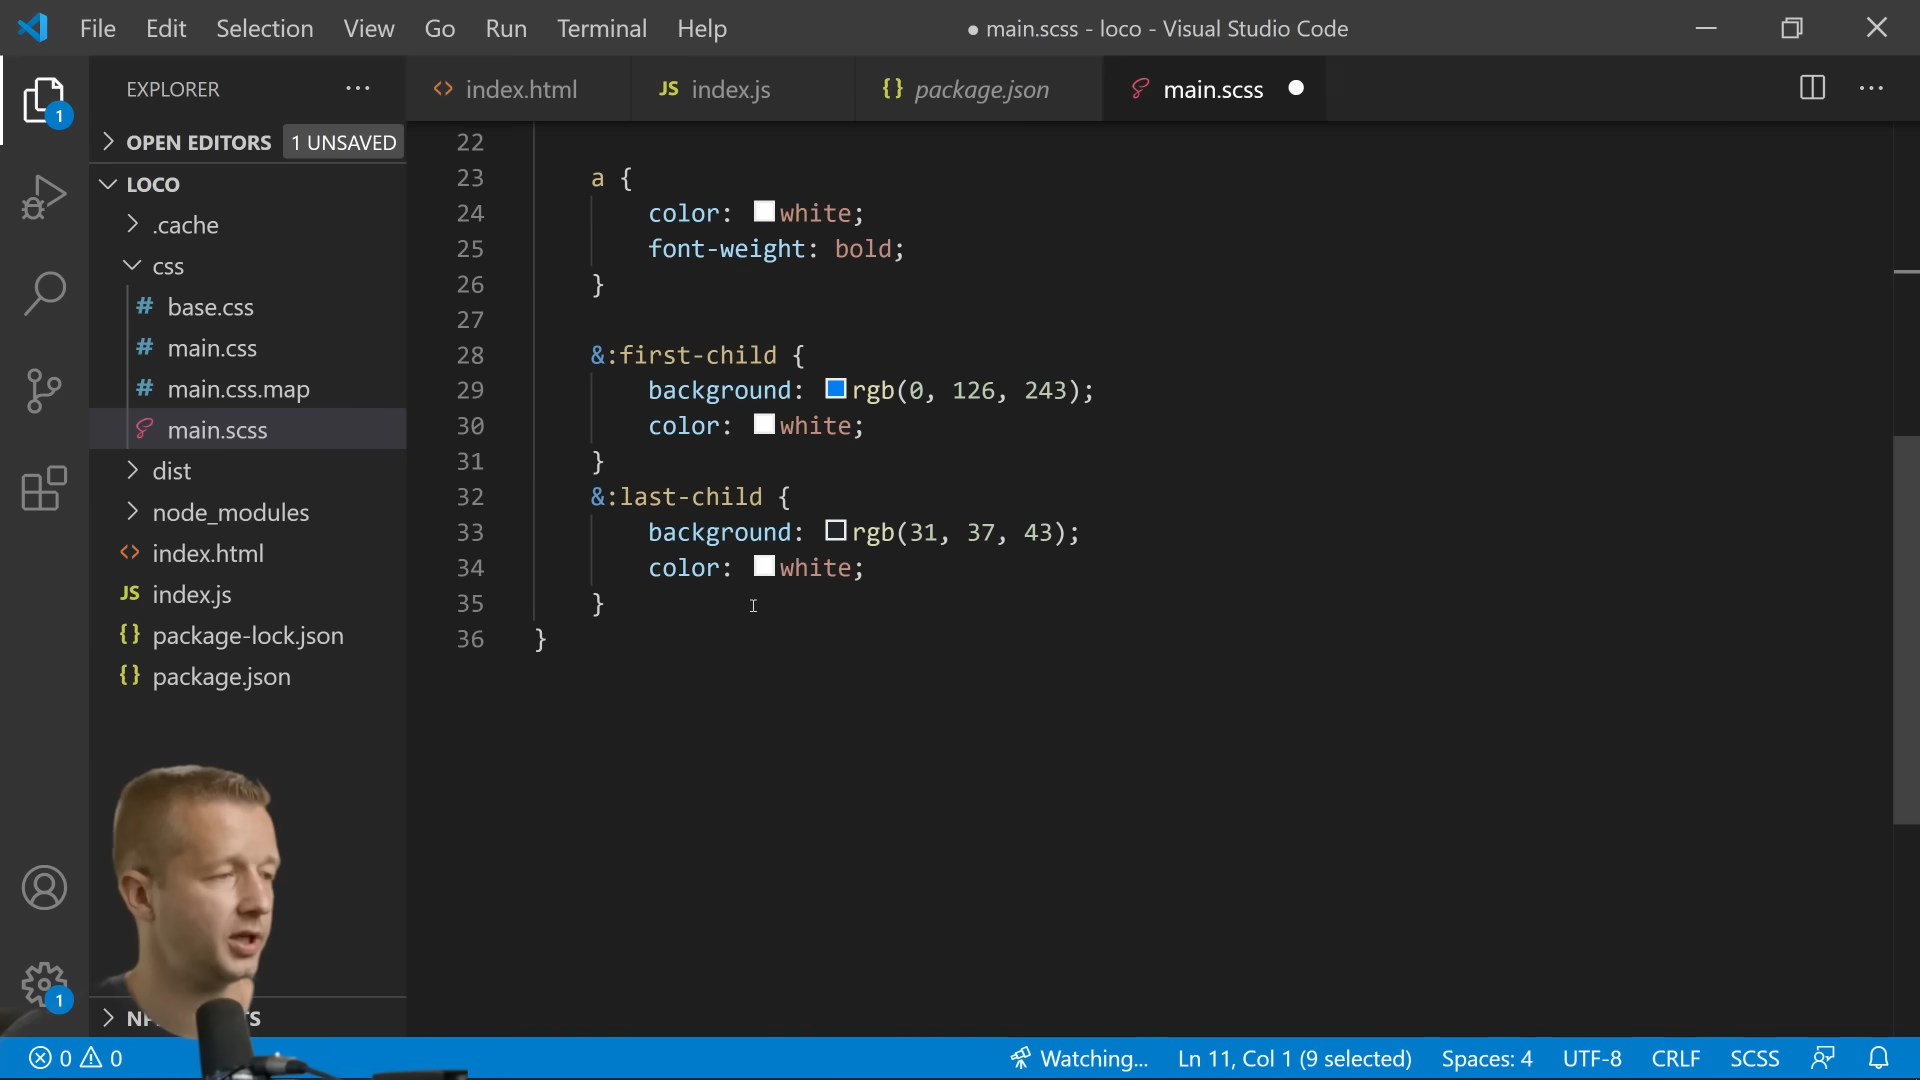 File Edit Selection View Go Run Terminal Help
● main.scss - loco - Visual Studio Code
EXPLORER
index.html
JS index.js
{} package.json
main.scss
OPEN EDITORS 1 UNSAVED
LOCO
.cache
css
# base.css
# main.css
# main.css.map
main.scss
dist
node_modules
<> index.html
JS index.js
{} package-lock.json
{} package.json
1
1
22
23 a {
24 color: white;
25 font-weight: bold;
26 }
27
28 &:first-child {
29 background: rgb(0, 126, 243);
30 color: white;
31 }
32 &:last-child {
33 background: rgb(31, 37, 43);
34 color: white;
35 }
36 }
0 0
Watching... Ln 11, Col 1 (9 selected) Spaces: 4 UTF-8 CRLF SCSS